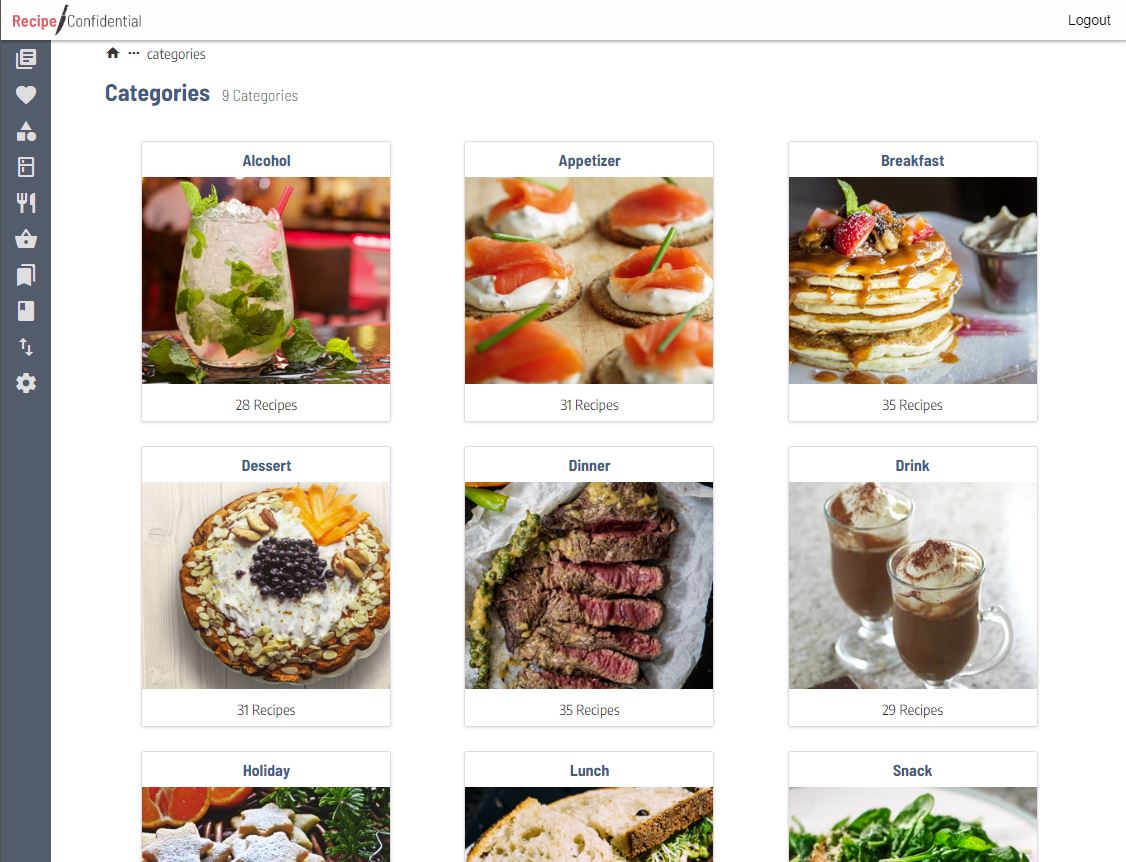 Recipe/Confidential
Logout
··· categories
Categories 9 Categories
Alcohol
Appetizer
Breakfast
28 Recipes
31 Recipes
35 Recipes
Dessert
Dinner
Drink
31 Recipes
35 Recipes
29 Recipes
Holiday
Lunch
Snack